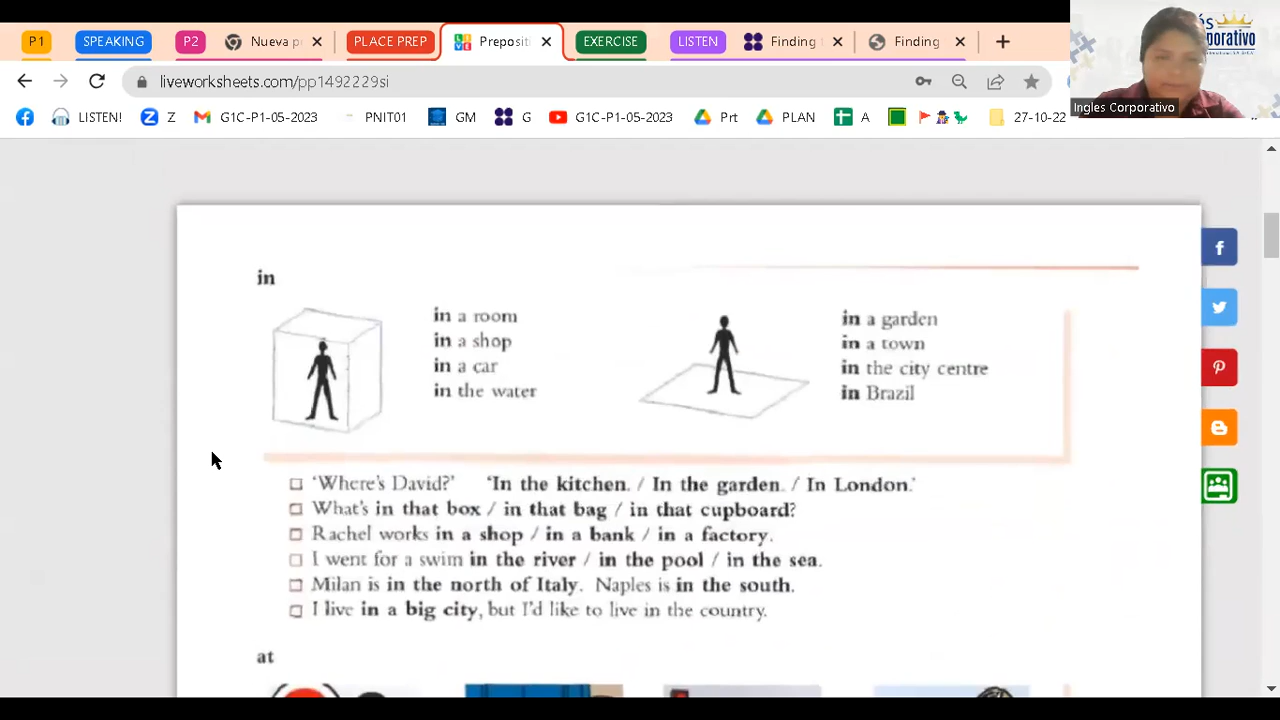 P1 SPEAKING P2 Nueva p PLACE PREP Preposit EXERCISE LISTEN Finding t Finding
liveworksheets.com/pp1492229si
LISTEN! Z G1C-P1-05-2023 PNIT01 GM G G1C-P1-05-2023 Prt PLAN A 27-10-22
Ingles Corporativo
in
in a room
in a shop
in a car
in the water
in a garden
in a town
in the city centre
in Brazil
'Where's David?' 'In the kitchen. / In the garden. / In London.'
What's in that box / in that bag / in that cupboard?
Rachel works in a shop / in a bank / in a factory.
I went for a swim in the river / in the pool / in the sea.
Milan is in the north of Italy. Naples is in the south.
I live in a big city, but I'd like to live in the country.
at